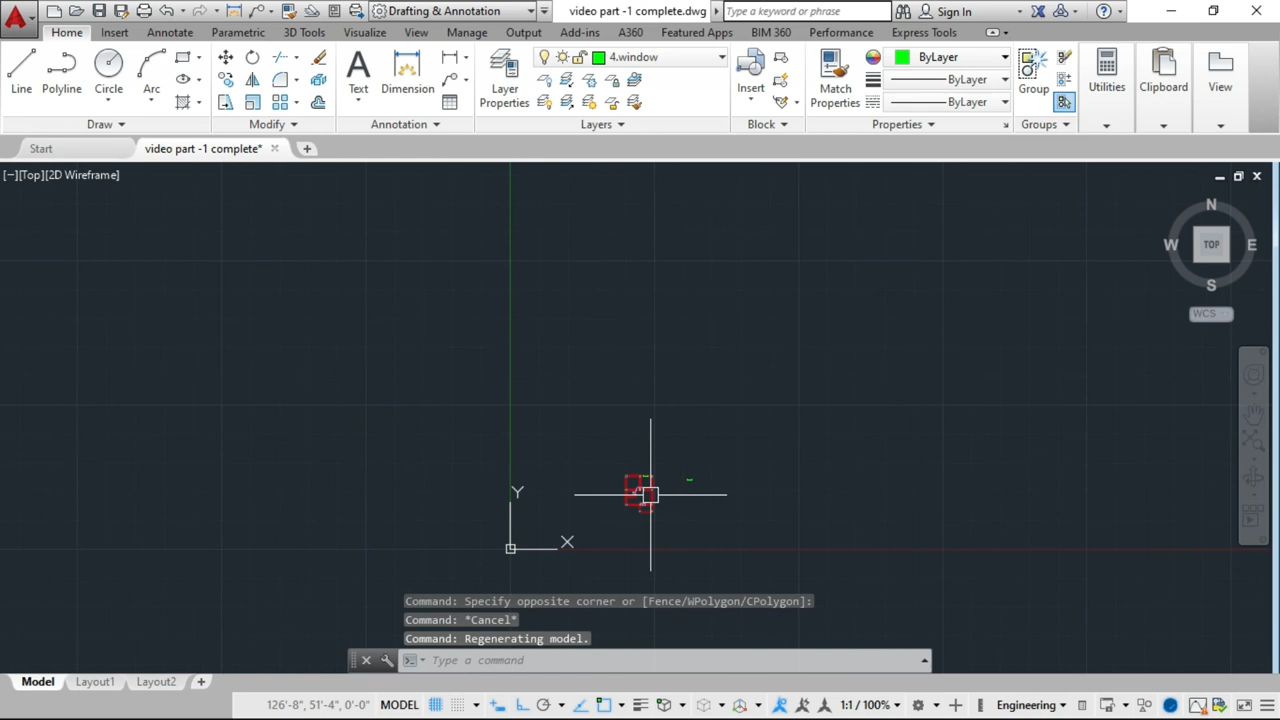 Drafting & Annotation
video part -1 complete.dwg
Type a keyword or phrase
Sign In
Home Insert Annotate Parametric 3D Tools Visualize View Manage Output Add-ins A360 Featured Apps BIM 360 Performance Express Tools
4.window
ByLayer
ByLayer
ByLayer
Line Polyline Circle Arc
Text Dimension
Layer Properties
Insert
Match Properties
Group
Utilities Clipboard View
Draw Modify Annotation Layers Block Properties Groups
Start video part -1 complete*
[−][Top][2D Wireframe]
N
W TOP E
S
WCS
Y
X
Command: Specify opposite corner or [Fence/WPolygon/CPolygon]:
Command: *Cancel*
Command: Regenerating model.
Type a command
Model Layout1 Layout2
126'-8", 51'-4", 0'-0" MODEL 1:1 / 100% Engineering